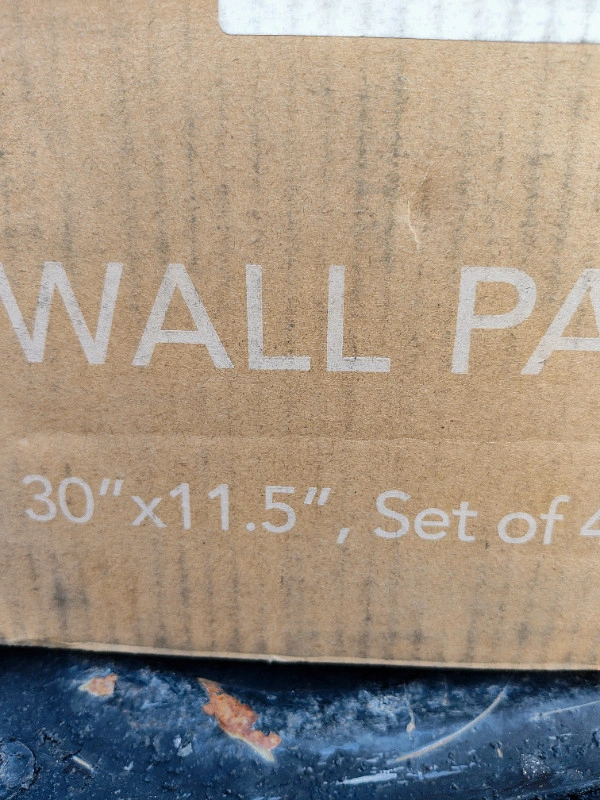 WALL PA
30"x11.5", Set of 4